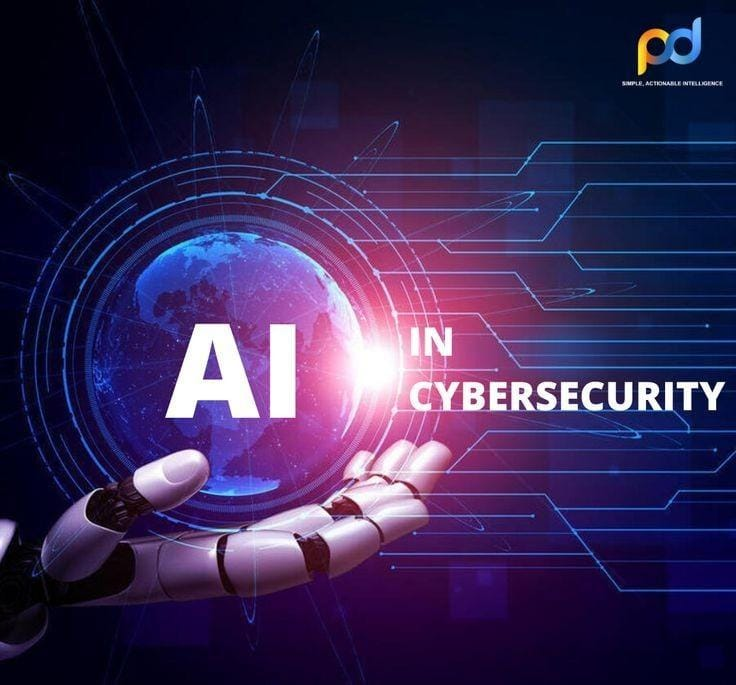 pd
SIMPLE, ACTIONABLE INTELLIGENCE
AI
IN
CYBERSECURITY